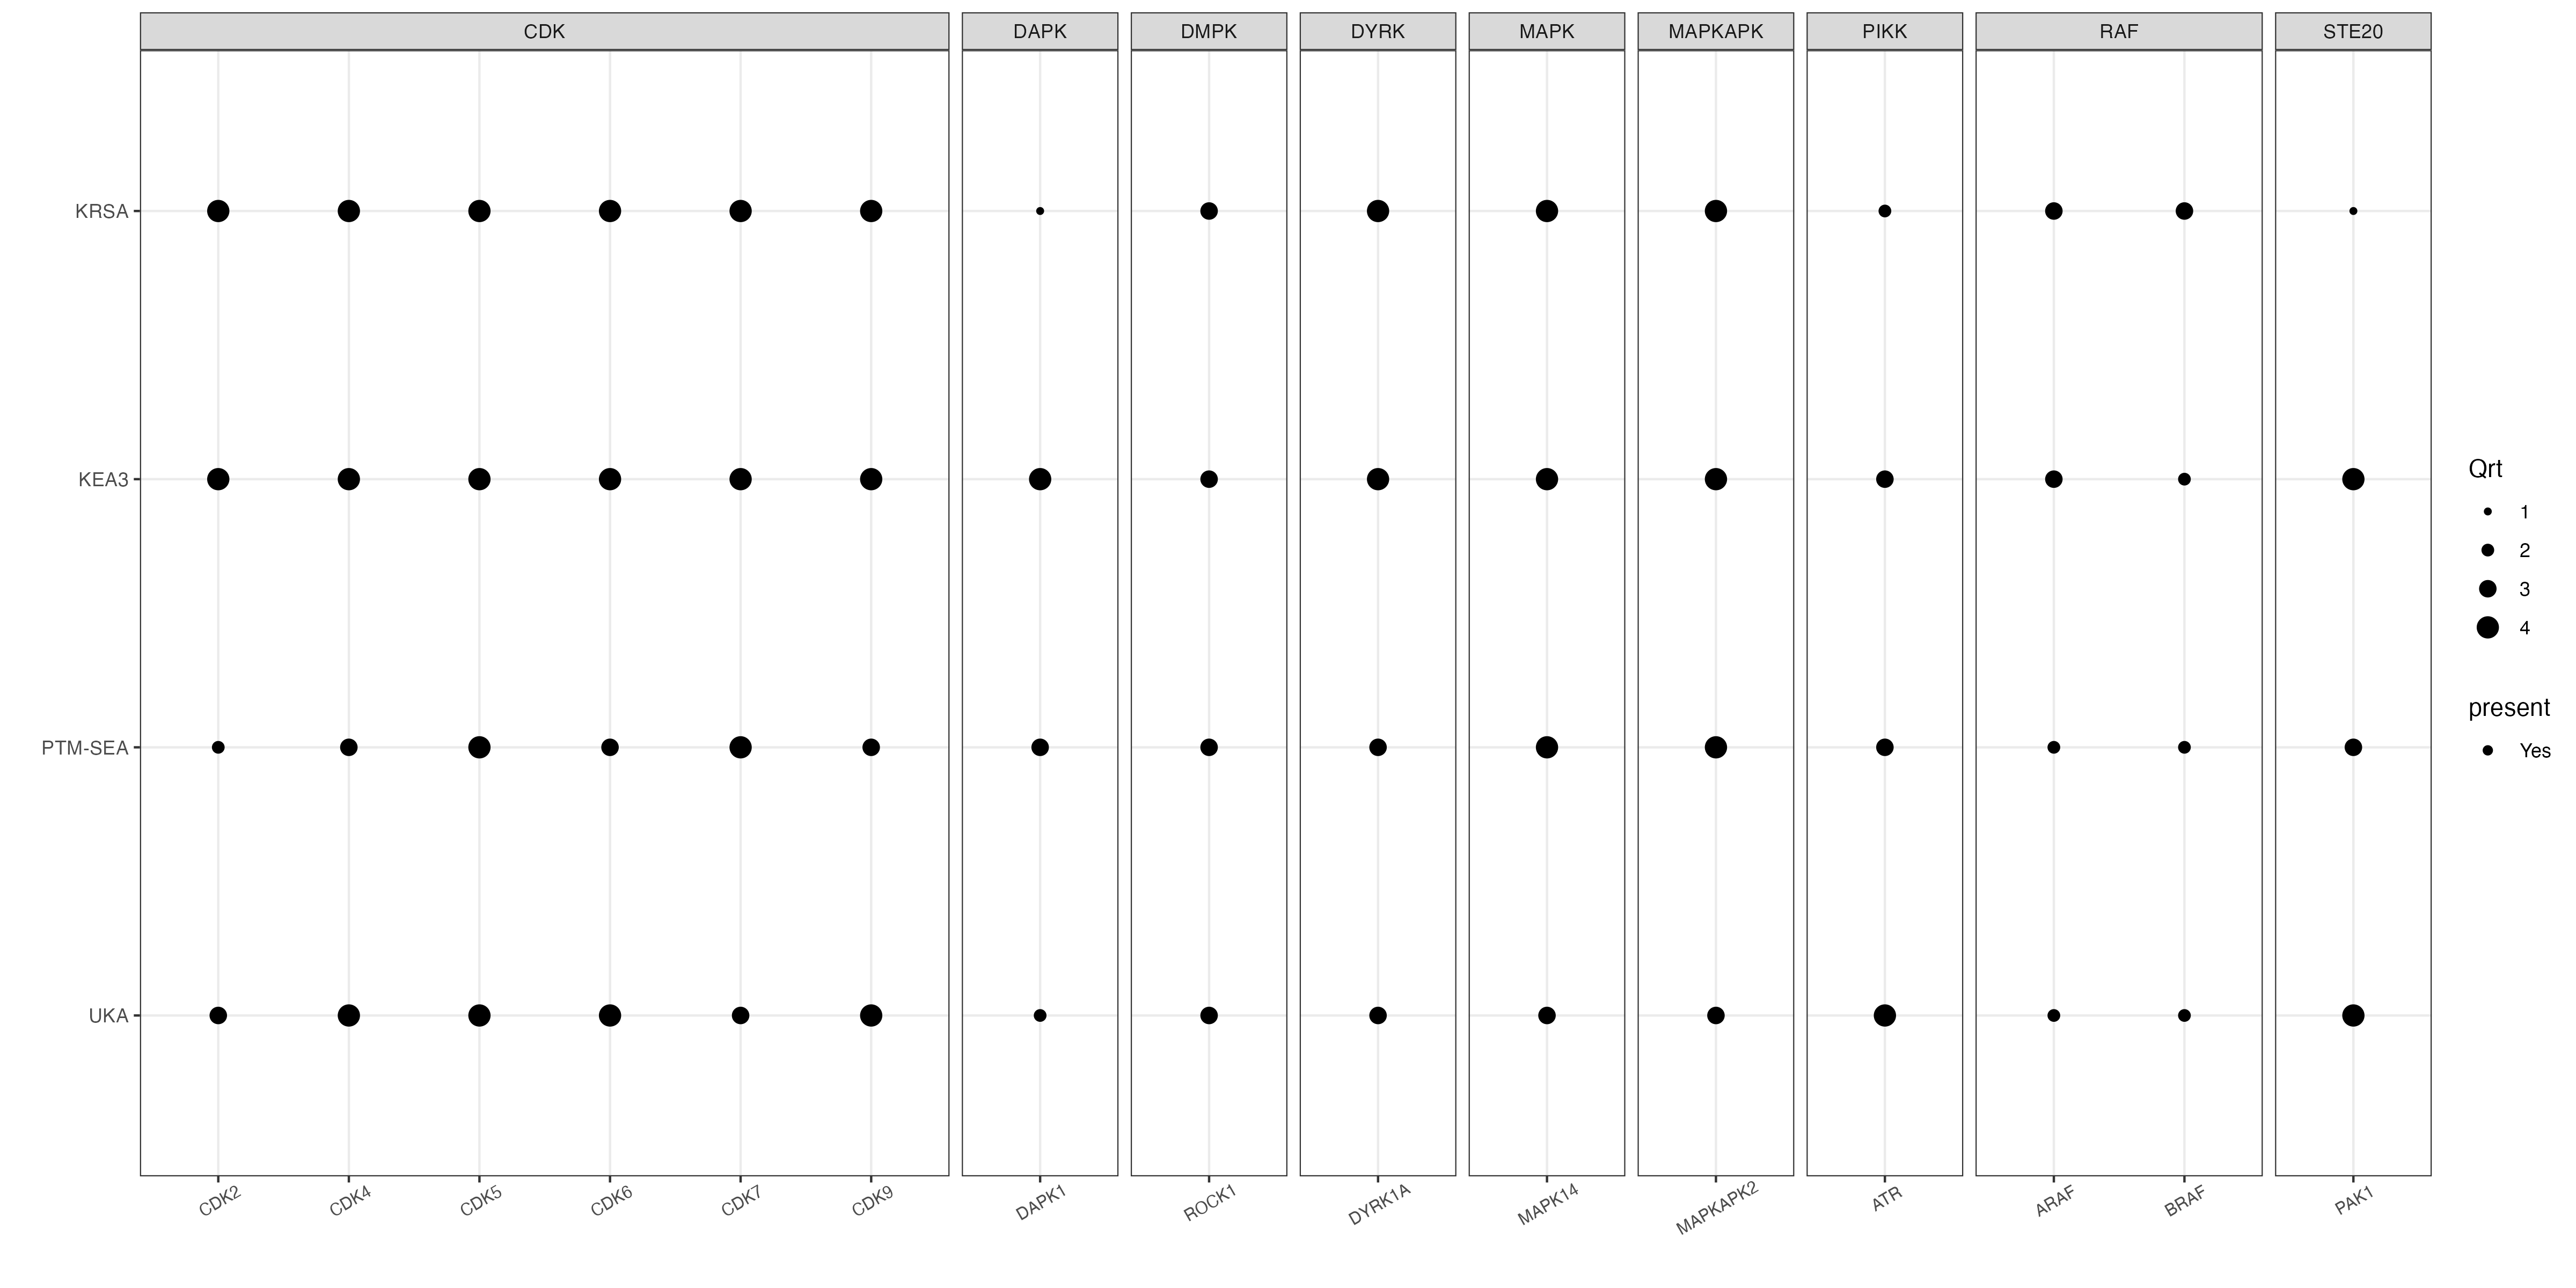 CDK DAPK DMPK DYRK MAPK MAPKAPK PIKK RAF STE20
KRSA
KEA3
PTM-SEA
UKA
CDK2 CDK4 CDK5 CDK6 CDK7 CDK9 DAPK1 ROCK1 DYRK1A MAPK14 MAPKAPK2 ATR ARAF BRAF PAK1
Qrt
1
2
3
4
present
Yes